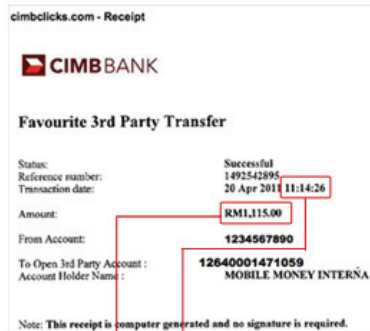 cimbclicks.com - Receipt
CIMB BANK
Favourite 3rd Party Transfer
Status: Successful
Reference number: 1492542895
Transaction date: 20 Apr 2011 11:14:26
Amount: RM1,115.00
From Account: 1234567890
To Open 3rd Party Account : 12640001471059
Account Holder Name : MOBILE MONEY INTERNA
Note: This receipt is computer generated and no signature is required.